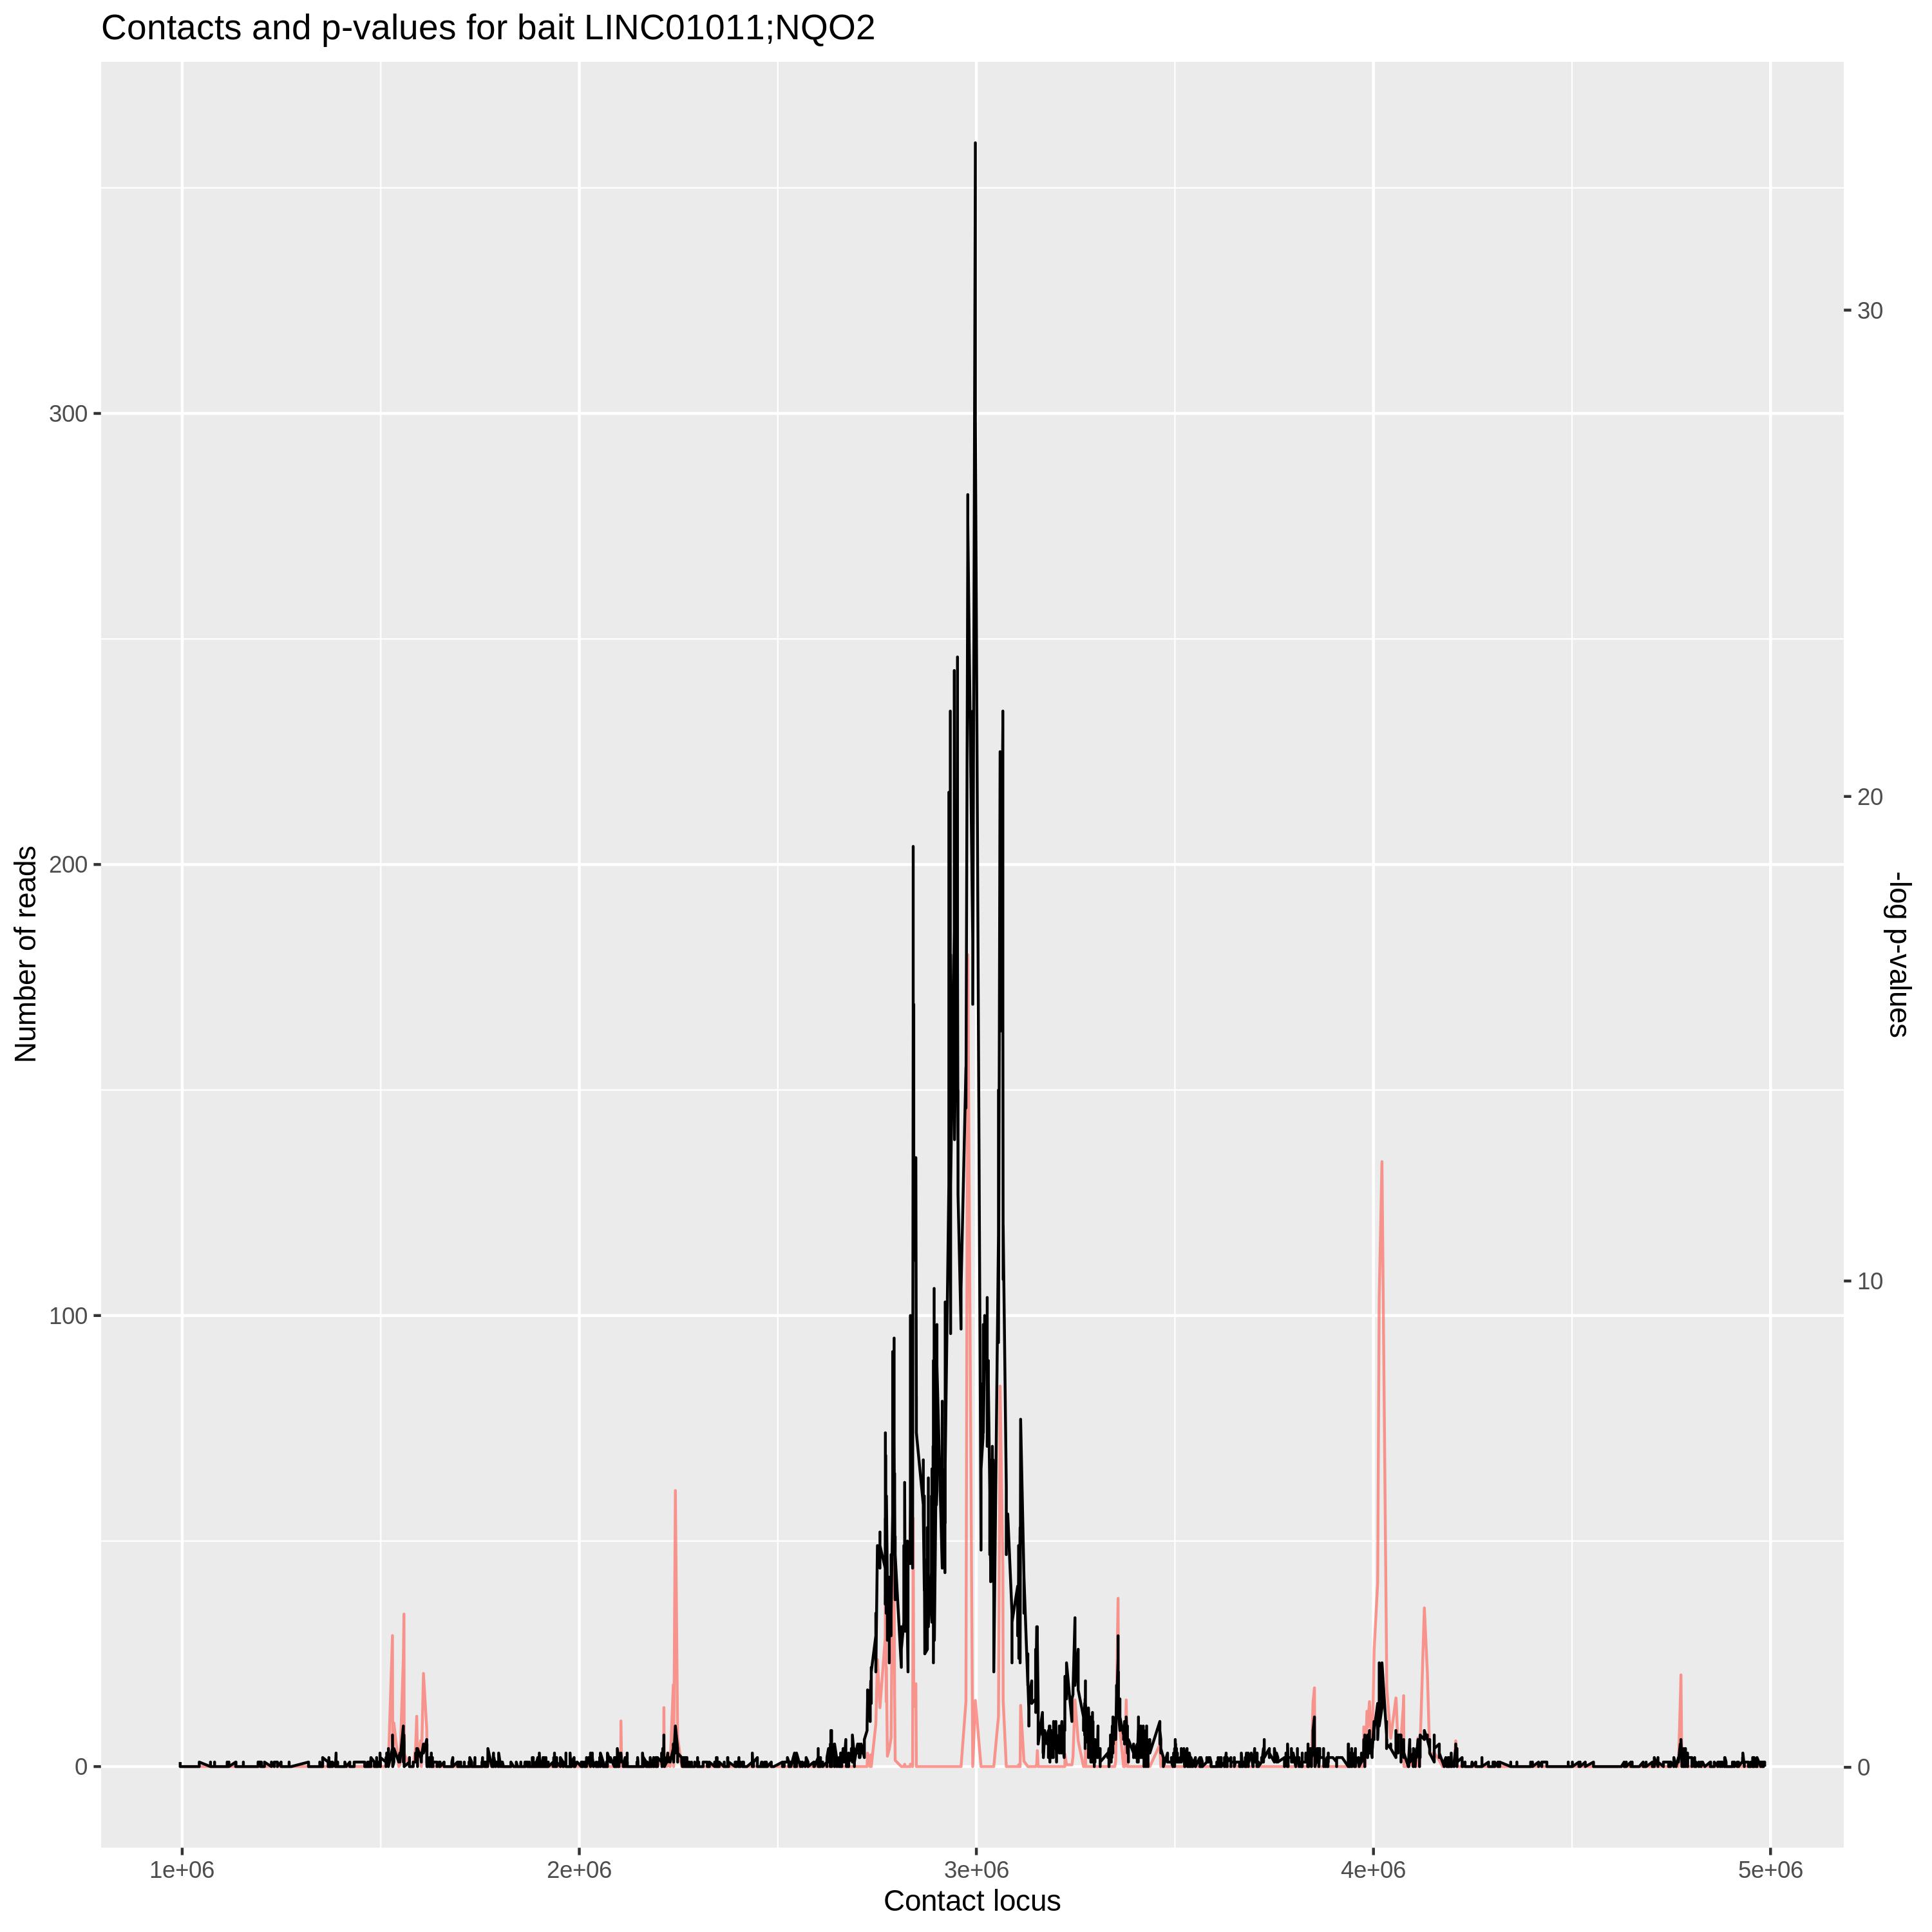 Contacts and p-values for bait LINC01011;NQO2
Number of reads
300
200
100
0
30
20
10
0
-log p-values
1e+06 2e+06 3e+06 4e+06 5e+06
Contact locus